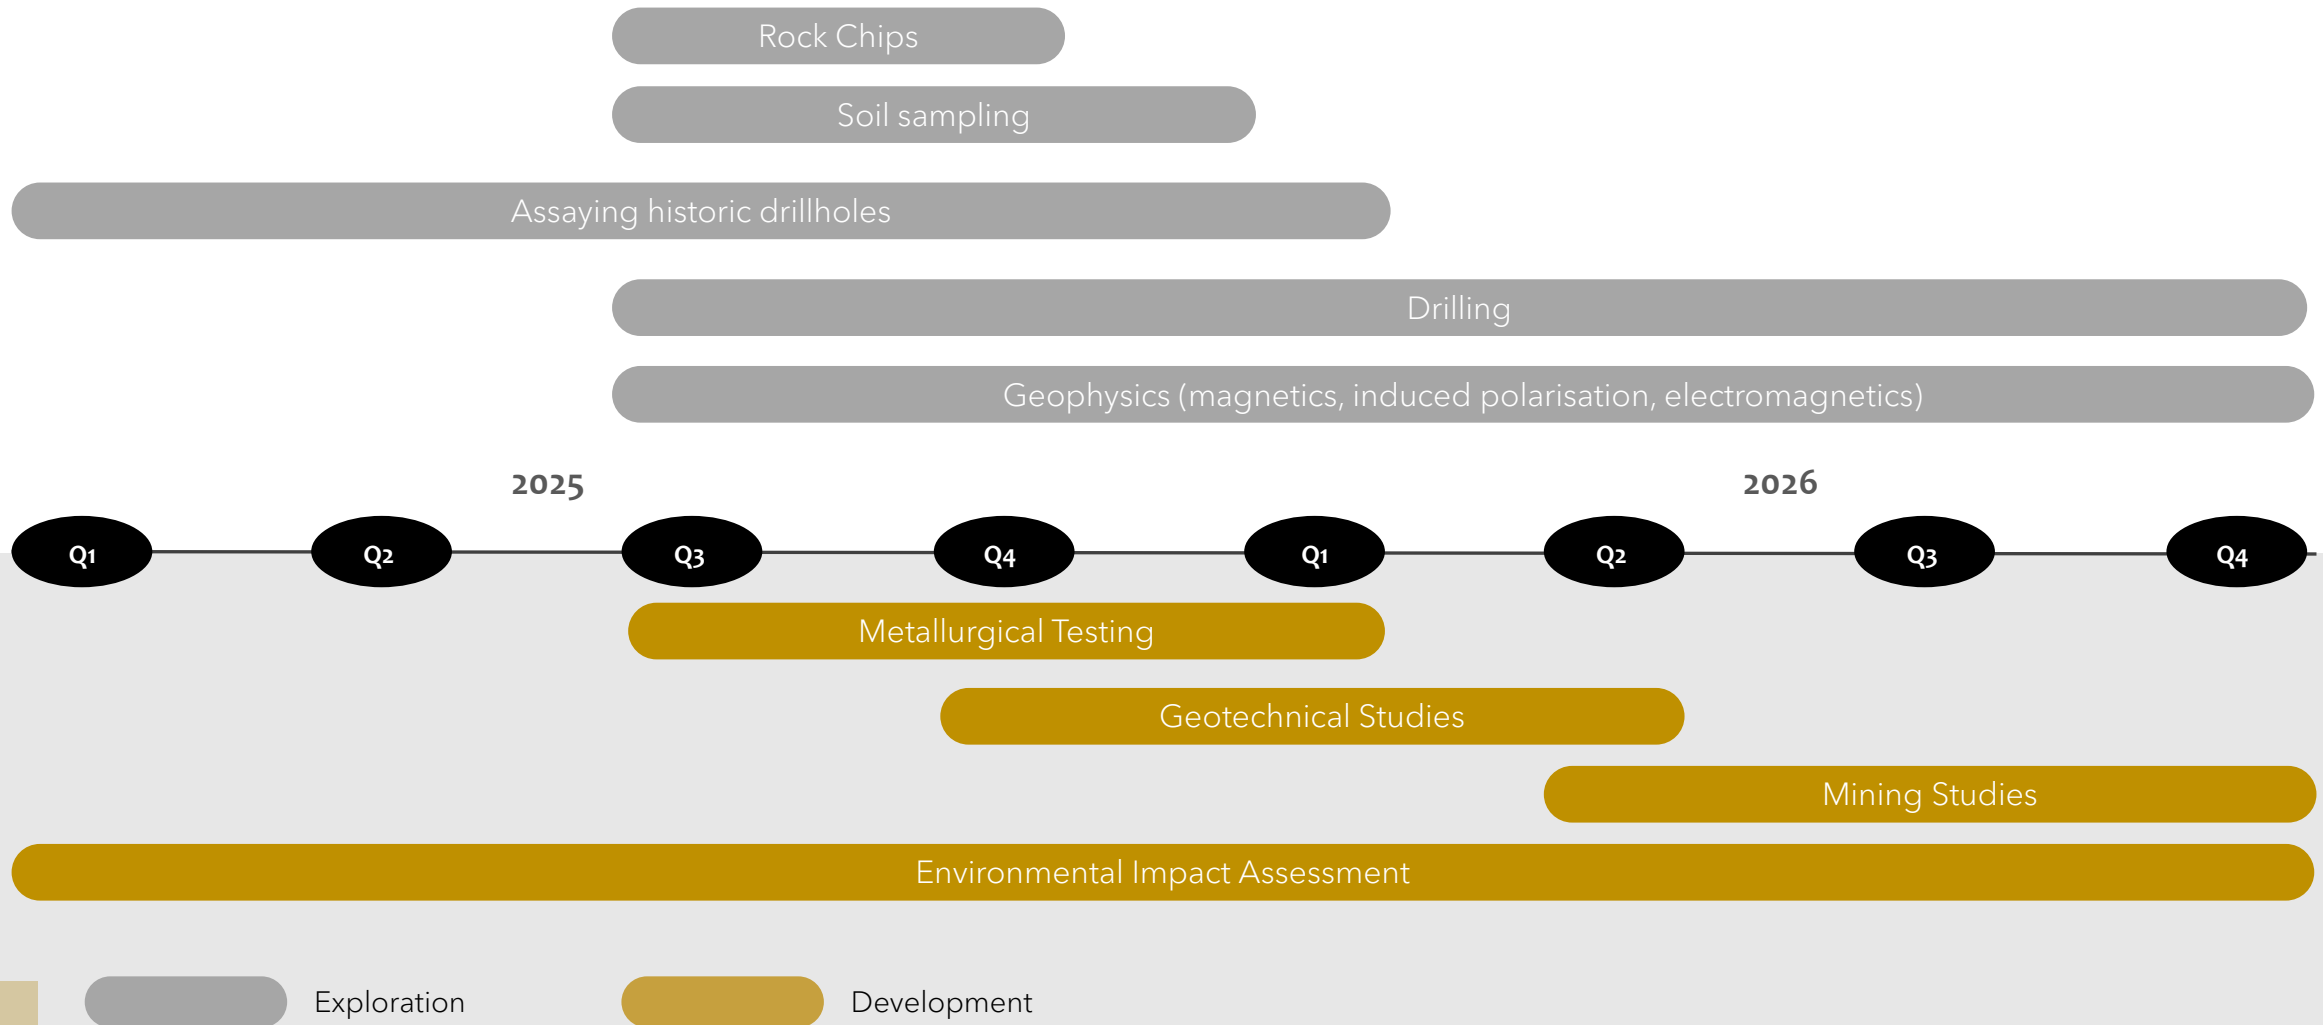 Rock Chips
Soil sampling
Assaying historic drillholes
Drilling
Geophysics (magnetics, induced polarisation, electromagnetics)
2025 2026
Q1 Q2 Q3 Q4 Q1 Q2 Q3 Q4
Metallurgical Testing
Geotechnical Studies
Mining Studies
Environmental Impact Assessment
Exploration Development